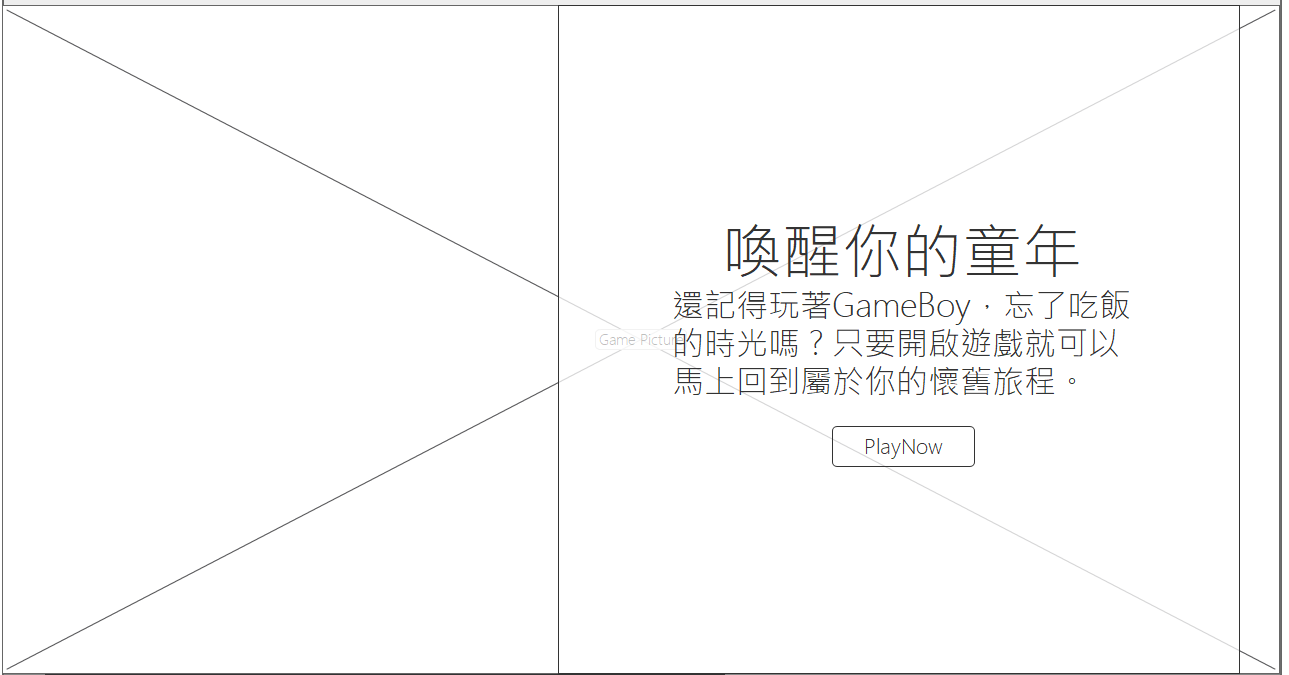 喚醒你的童年
還記得玩著GameBoy，忘了吃飯
的時光嗎？只要開啟遊戲就可以
馬上回到屬於你的懷舊旅程。
Game Picture
PlayNow